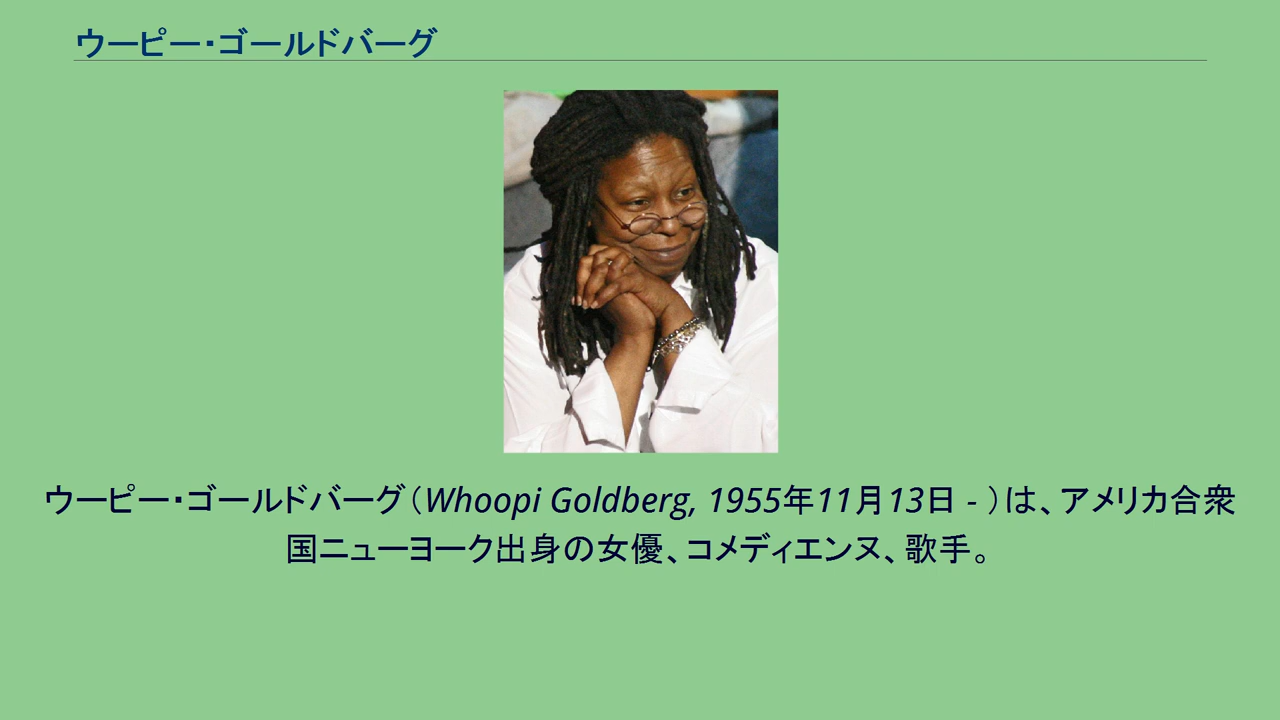 ウーピー・ゴールドバーグ
ウーピー・ゴールドバーグ（Whoopi Goldberg, 1955年11月13日 - ）は、アメリカ合衆
国ニューヨーク出身の女優、コメディエンヌ、歌手。